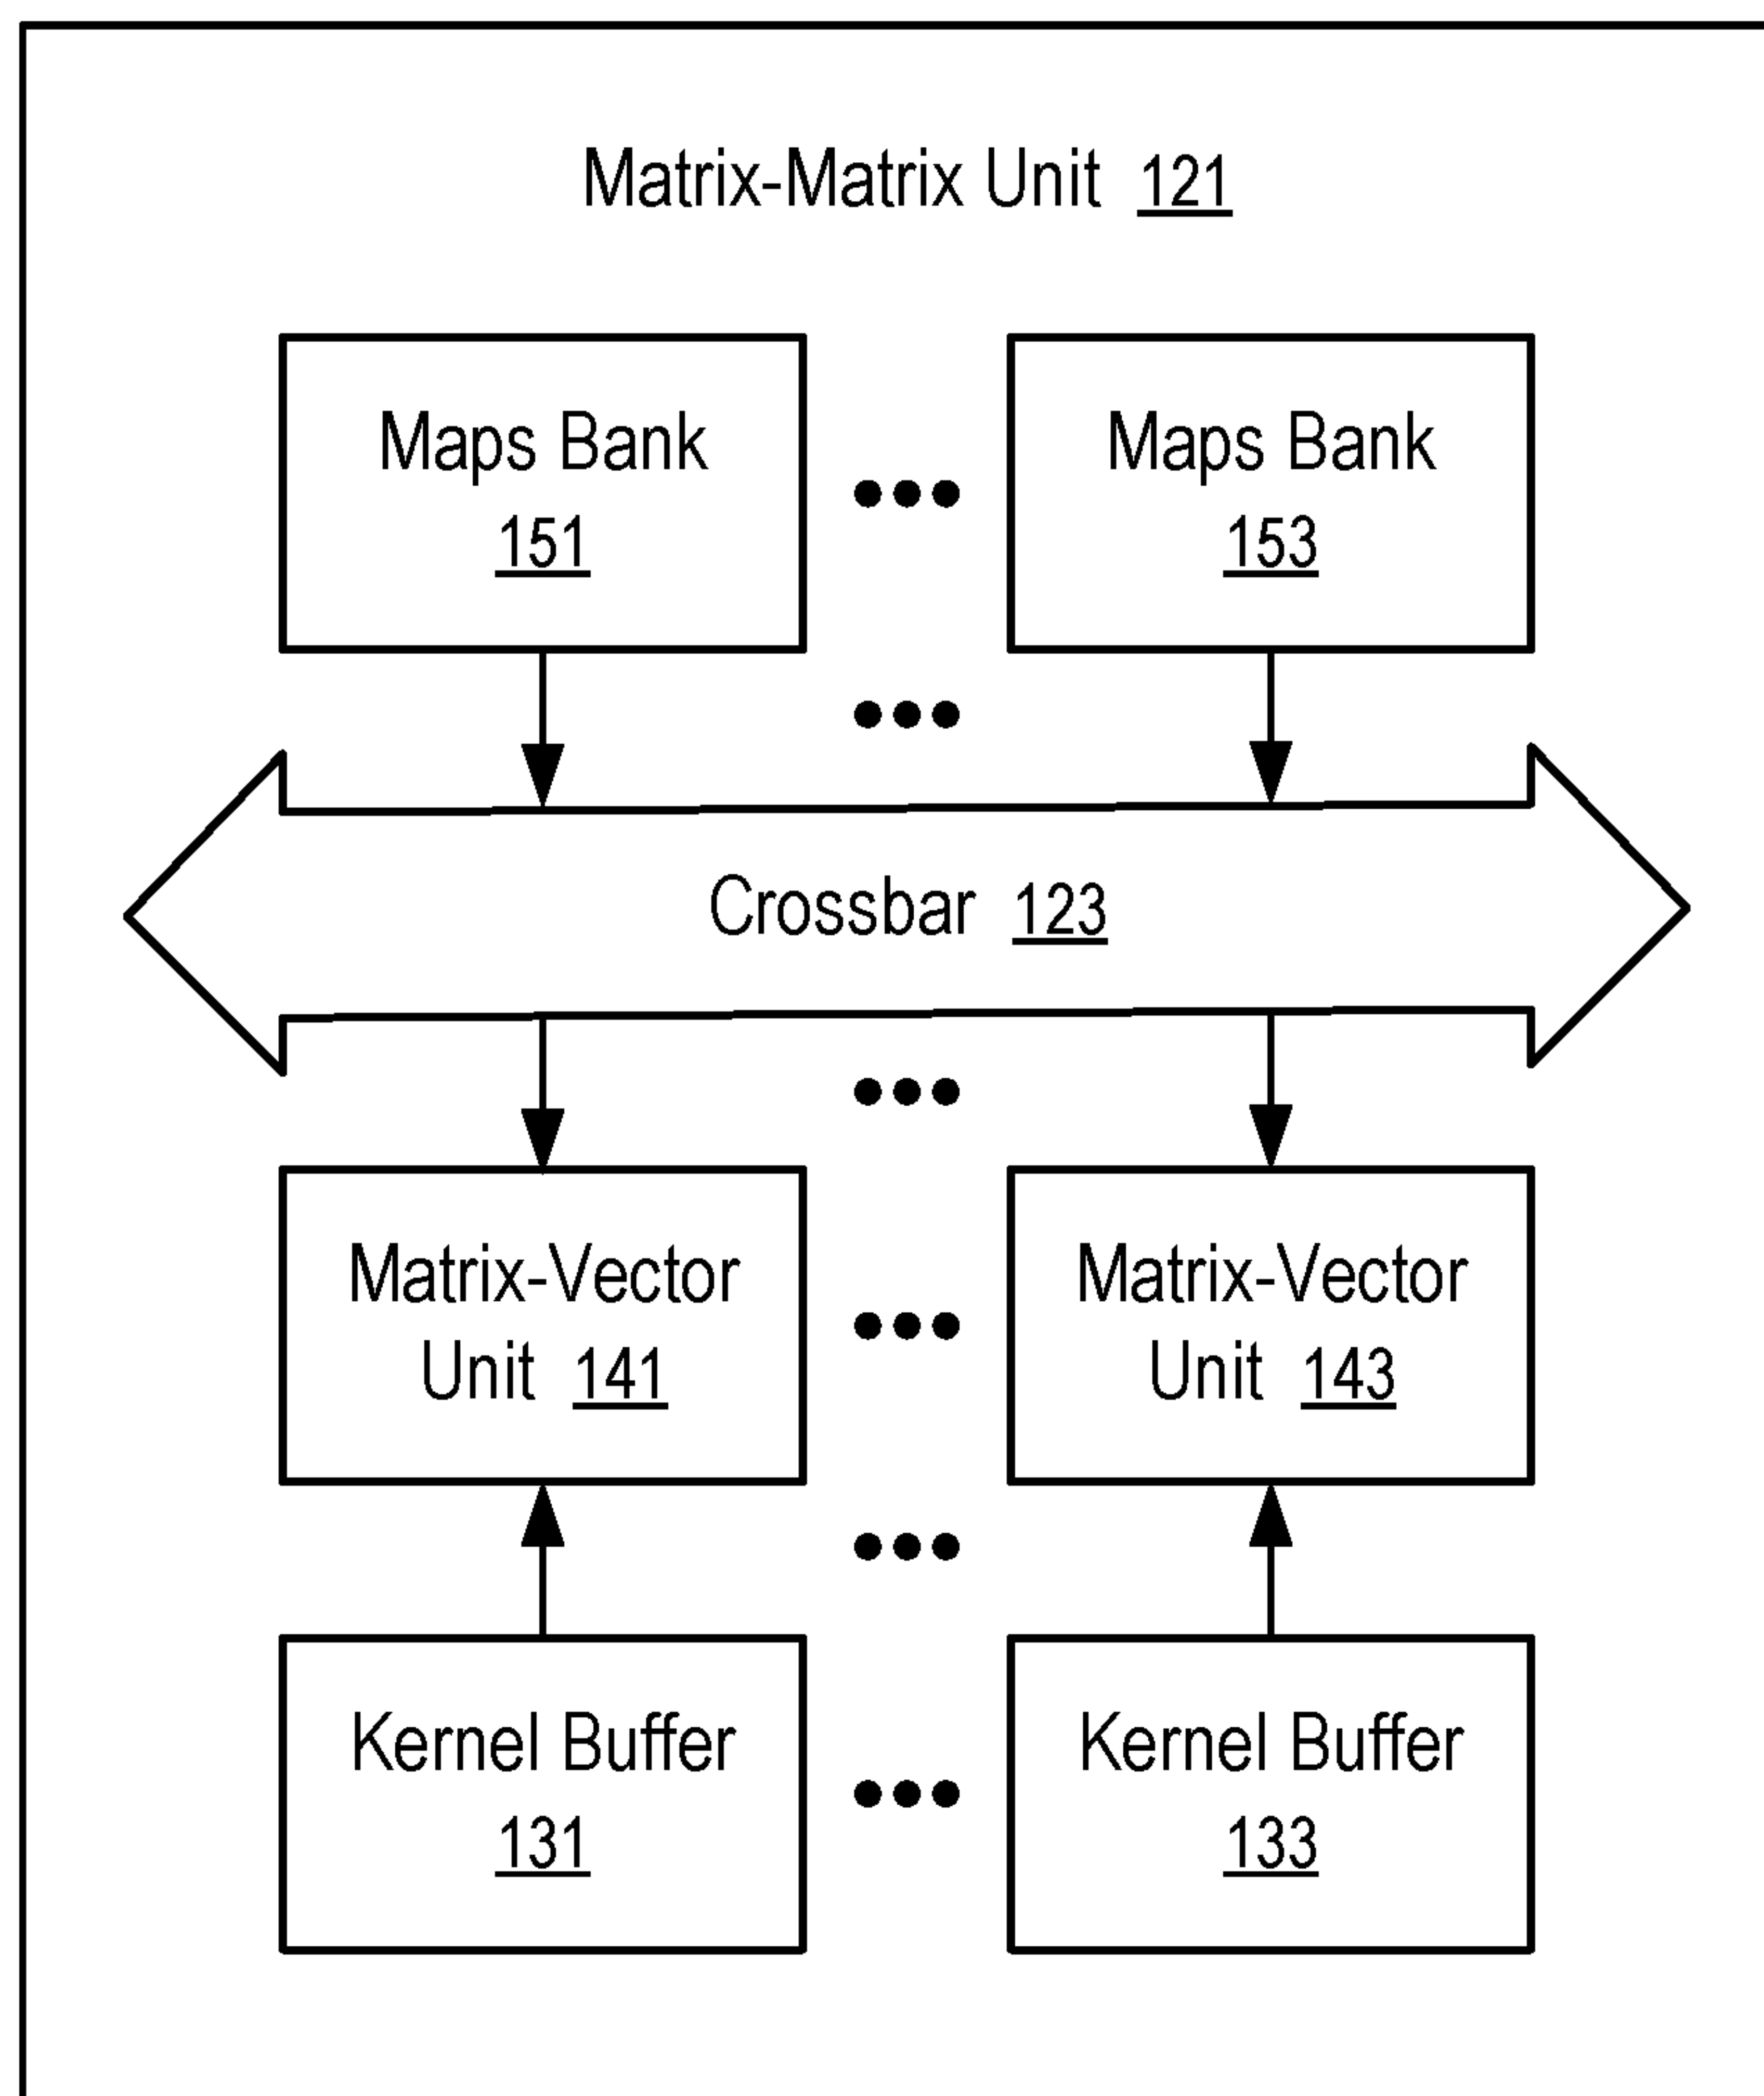 Matrix-Matrix Unit 121
Maps Bank
151
Maps Bank
153
Crossbar 123
Matrix-Vector
Unit 141
Matrix-Vector
Unit 143
Kernel Buffer
131
Kernel Buffer
133